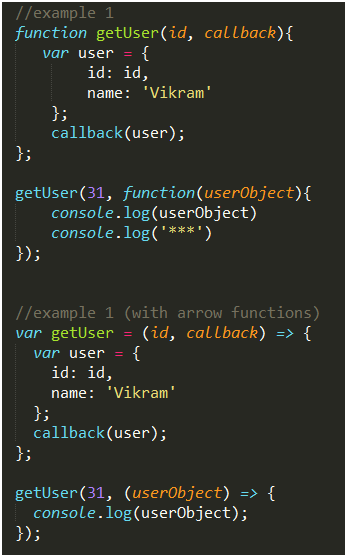 //example 1
function getUser(id, callback){
var user = {
id: id,
name: 'Vikram'
};
callback(user);
};
getUser(31, function(userObject){
console.log(userObject)
console.log('***')
});
//example 1 (with arrow functions)
var getUser = (id, callback) => {
var user = {
id: id,
name: 'Vikram'
};
callback(user);
};
getUser(31, (userObject) => {
console.log(userObject);
});